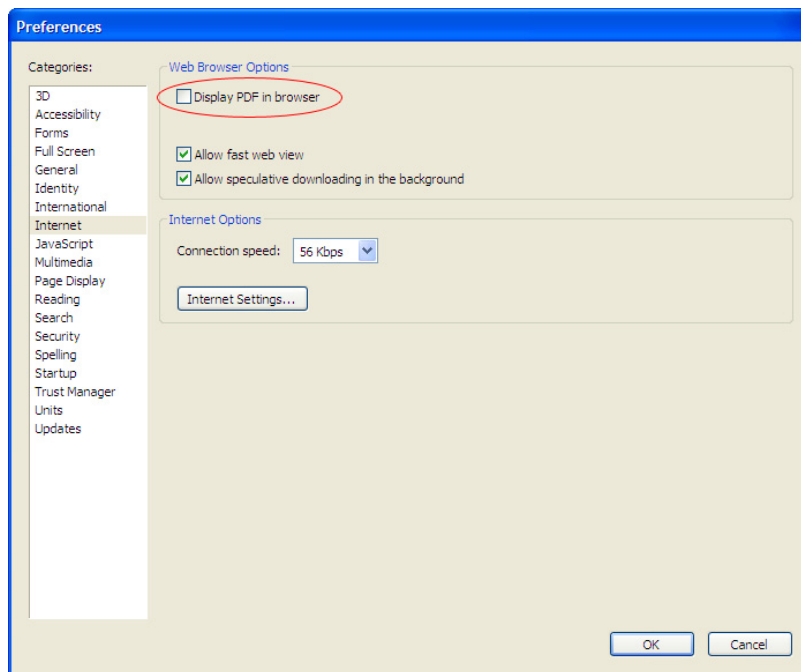 Preferences
Categories:
3D
Accessibility
Forms
Full Screen
General
Identity
International
Internet
JavaScript
Multimedia
Page Display
Reading
Search
Security
Spelling
Startup
Trust Manager
Units
Updates
Web Browser Options
Display PDF in browser
Allow fast web view
Allow speculative downloading in the background
Internet Options
Connection speed: 56 Kbps
Internet Settings...
OK Cancel